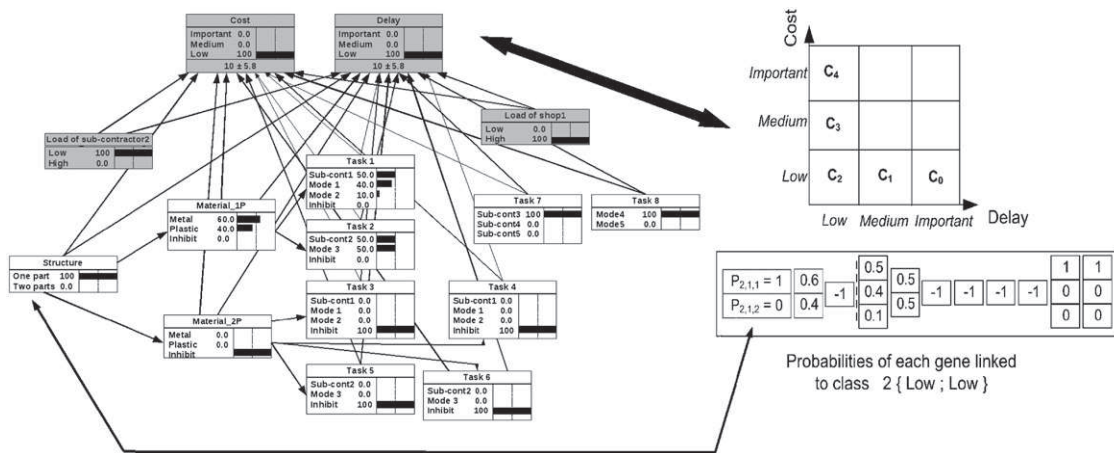 Cost
Important 0.0
Medium 0.0
Low 100
10 ± 5.8
Delay
Important 0.0
Medium 0.0
Low 100
10 ± 5.8
Load of sub-contractor2
Low 100
High 0.0
Load of shop1
Low 0.0
High 100
Task 1
Sub-cont1 50.0
Mode 1 40.0
Mode 2 10.0
Inhibit 0.0
Material_1P
Metal 60.0
Plastic 40.0
Inhibit 0.0
Task 2
Sub-cont2 50.0
Mode 3 50.0
Inhibit 0.0
Task 7
Sub-cont3 100
Sub-cont4 0.0
Sub-cont5 0.0
Task 8
Mode4 100
Mode5 0.0
Structure
One part 100
Two parts 0.0
Task 3
Sub-cont1 0.0
Mode 1 0.0
Mode 2 0.0
Inhibit 100
Task 4
Sub-cont1 0.0
Mode 1 0.0
Mode 2 0.0
Inhibit 100
Material_2P
Metal 0.0
Plastic 0.0
Inhibit
Task 5
Sub-cont2 0.0
Mode 3 0.0
Inhibit 100
Task 6
Sub-cont2 0.0
Mode 3 0.0
Inhibit 100
Cost
Important C4
Medium C3
Low C2 C1 C0
Low Medium Important Delay
P2,1,1 = 1 0.6 -1 0.5 0.5 -1 -1 -1 -1 1 1
P2,1,2 = 0 0.4 0.4 0.5 0 0
0.1 0 0
Probabilities of each gene linked
to class 2 { Low ; Low }